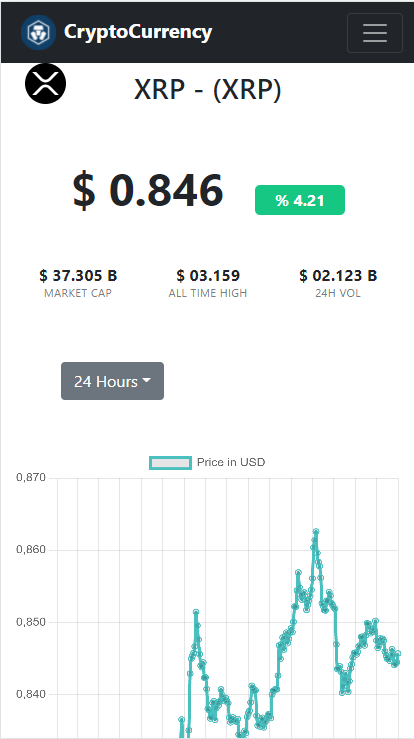 CryptoCurrency
XRP - (XRP)
$ 0.846 % 4.21
$ 37.305 B $ 03.159 $ 02.123 B
MARKET CAP ALL TIME HIGH 24H VOL
24 Hours
Price in USD
0,870
0,860
0,850
0,840